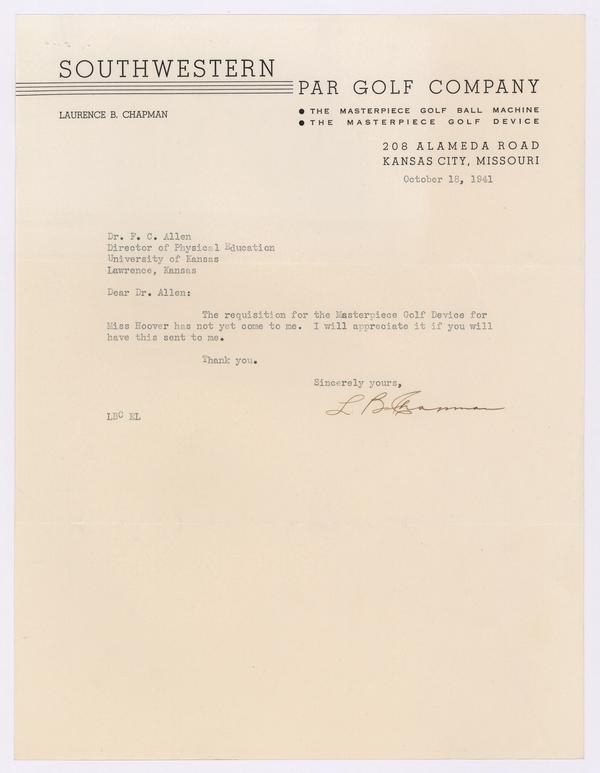 SOUTHWESTERN
PAR GOLF COMPANY
LAURENCE B. CHAPMAN
● THE MASTERPIECE GOLF BALL MACHINE
● THE MASTERPIECE GOLF DEVICE
208 ALAMEDA ROAD
KANSAS CITY, MISSOURI
October 18, 1941
Dr. F. C. Allen
Director of Physical Education
University of Kansas
Lawrence, Kansas
Dear Dr. Allen:
The requisition for the Masterpiece Golf Device for
Miss Hoover has not yet come to me. I will appreciate it if you will
have this sent to me.
Thank you.
Sincerely yours,
L B Chapman
LBC EL